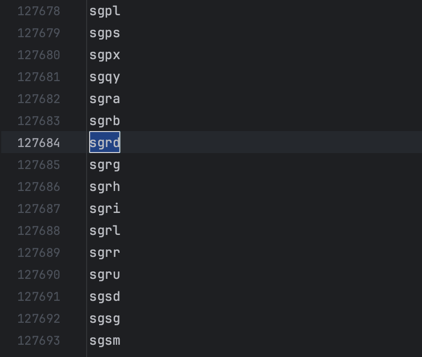 127678 sgpl
127679 sgps
127680 sgpx
127681 sgqy
127682 sgra
127683 sgrb
127684 sgrd
127685 sgrg
127686 sgrh
127687 sgri
127688 sgrl
127689 sgrr
127690 sgru
127691 sgsd
127692 sgsg
127693 sgsm